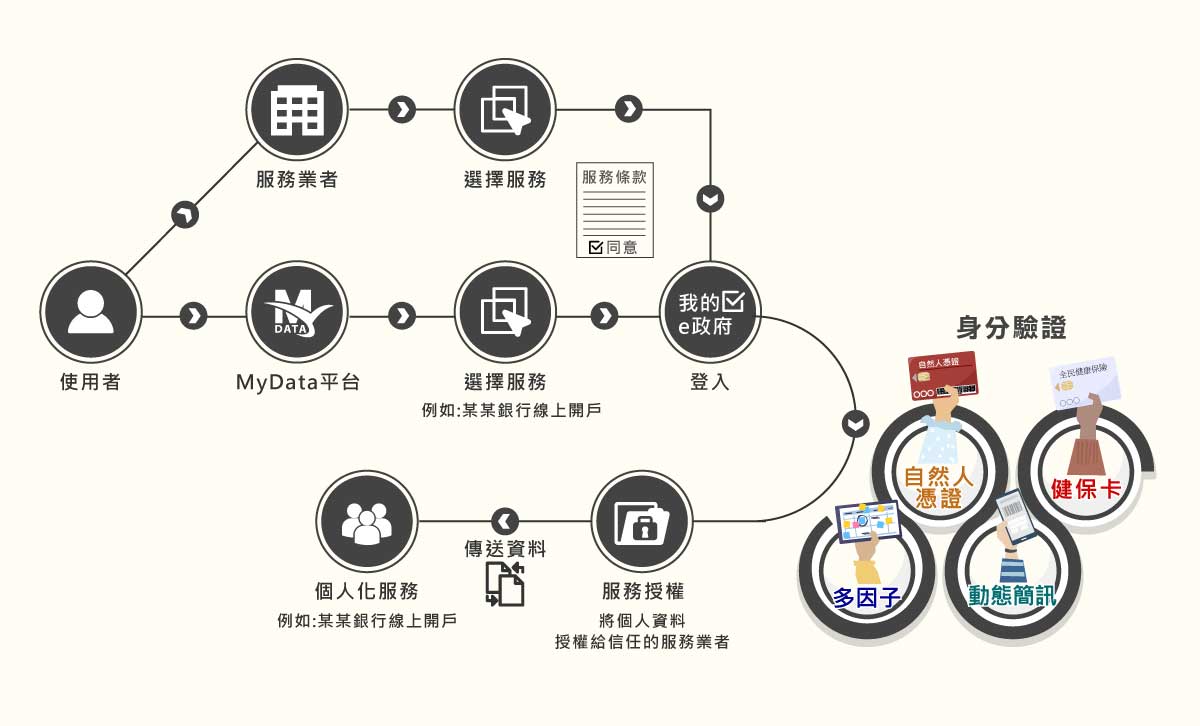 服務業者
選擇服務
服務條款
同意
使用者
M
DATA
MyData平台
選擇服務
例如:某某銀行線上開戶
我的
e政府
登入
身分驗證
自然人憑證
全民健康保險
自然人
憑證
健保卡
多因子
動態簡訊
傳送資料
個人化服務
例如:某某銀行線上開戶
服務授權
將個人資料
授權給信任的服務業者